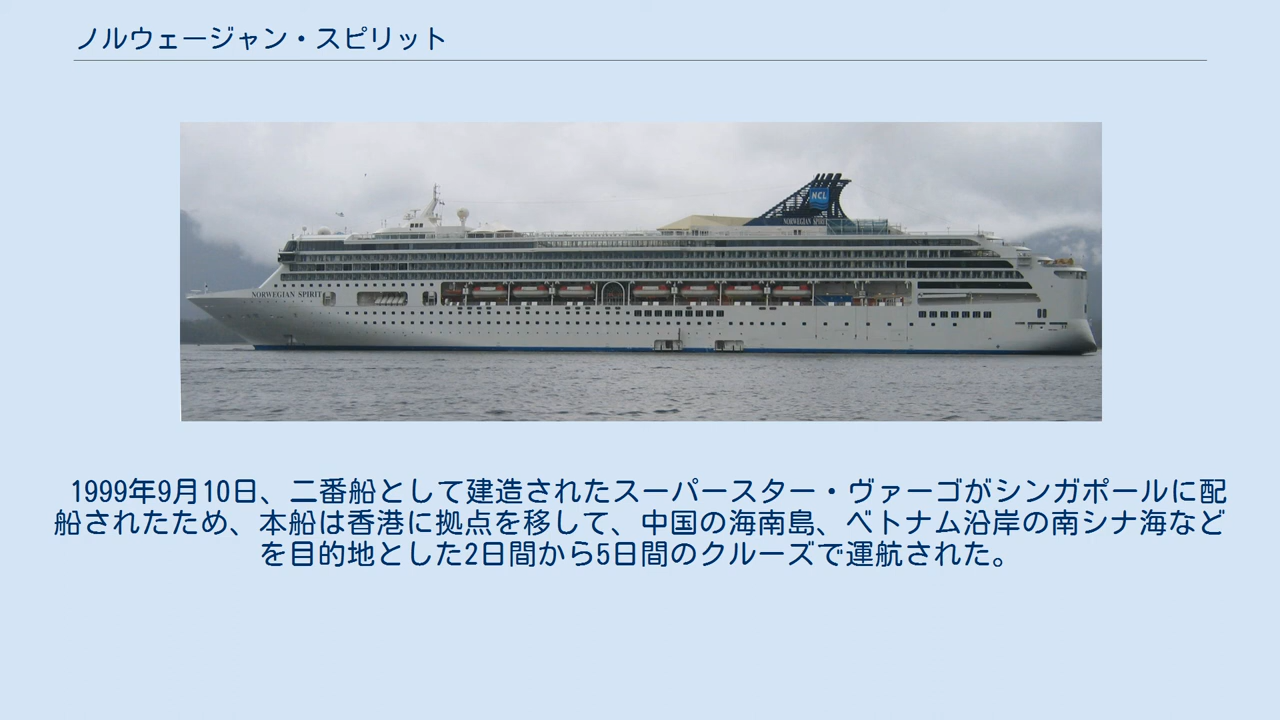 ノルウェージャン・スピリット
NCL
NORWEGIAN SPIRIT
NORWEGIAN SPIRIT
1999年9月10日、二番船として建造されたスーパースター・ヴァーゴがシンガポールに配
船されたため、本船は香港に拠点を移して、中国の海南島、ベトナム沿岸の南シナ海など
を目的地とした2日間から5日間のクルーズで運航された。